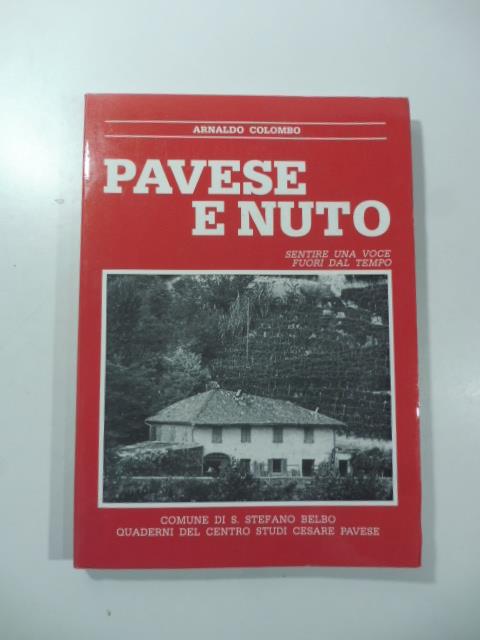 ARNALDO COLOMBO
PAVESE
E NUTO
SENTIRE UNA VOCE
FUORI DAL TEMPO
COMUNE DI S. STEFANO BELBO
QUADERNI DEL CENTRO STUDI CESARE PAVESE